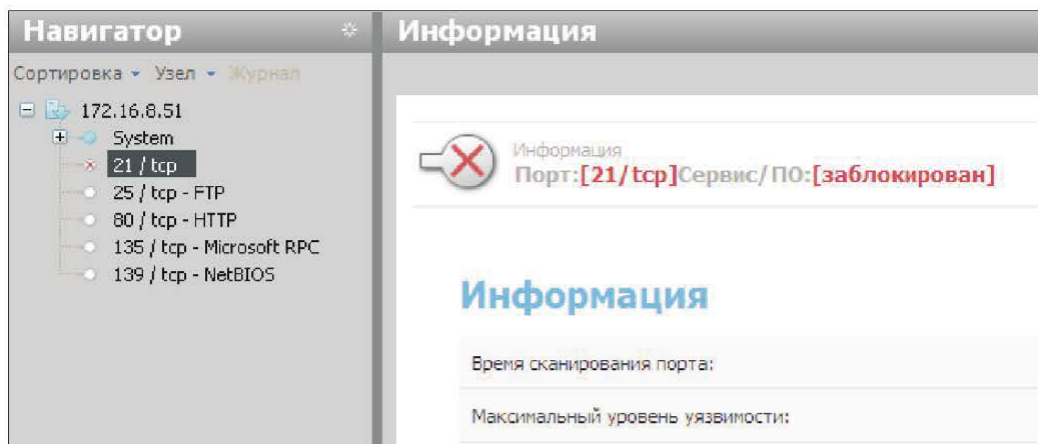 Навигатор
Сортировка Узел Журнал
172.16.8.51
System
21 / tcp
25 / tcp - FTP
80 / tcp - HTTP
135 / tcp - Microsoft RPC
139 / tcp - NetBIOS
Информация
Информация
Порт:[21/tcp]Сервис/ПО:[заблокирован]
Информация
Время сканирования порта:
Максимальный уровень уязвимости: